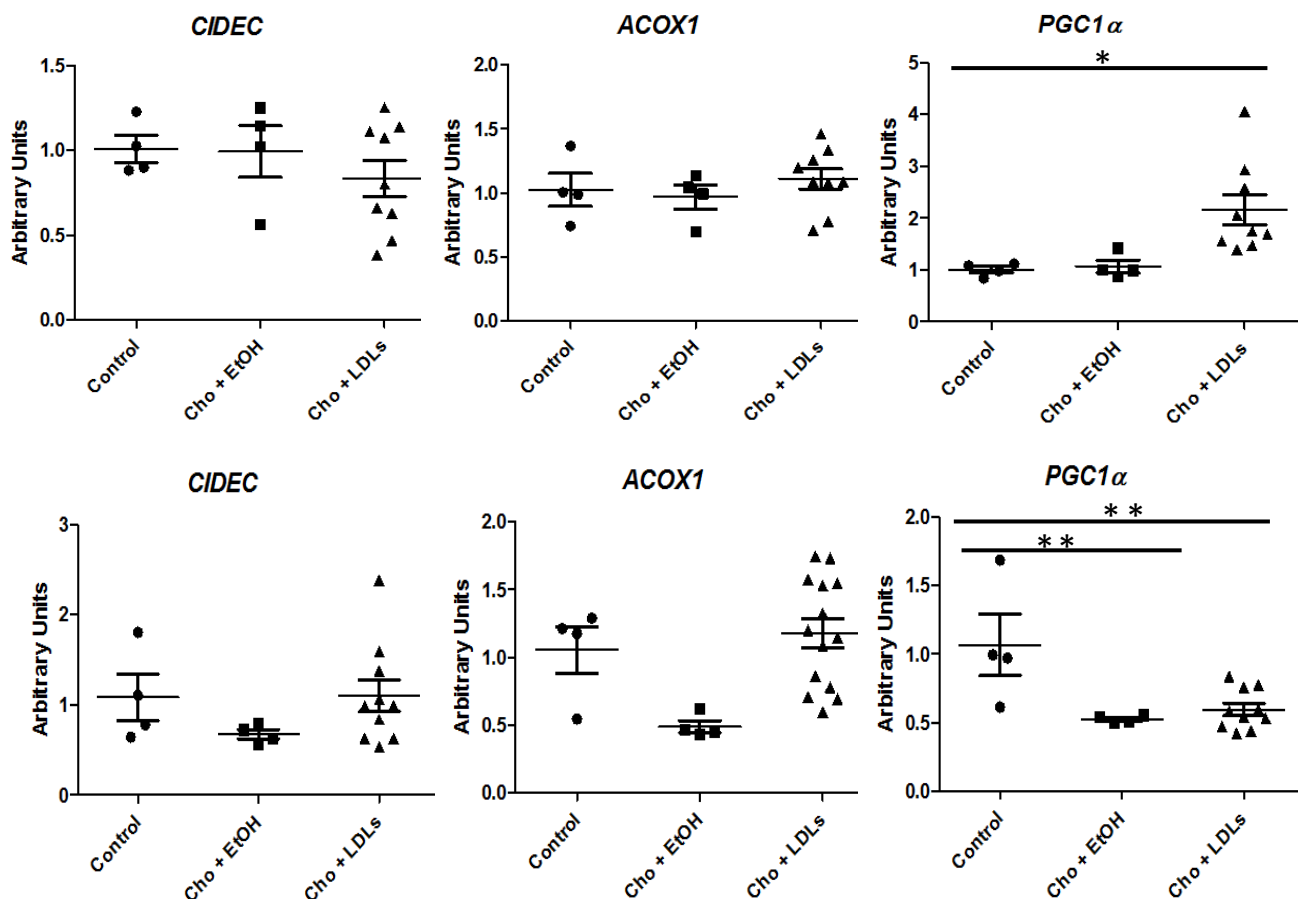 CIDEC
Arbitrary Units
1.5
1.0
0.5
0.0
Control
Cho + EtOH
Cho + LDLs
ACOX1
Arbitrary Units
2.0
1.5
1.0
0.5
0.0
Control
Cho + EtOH
Cho + LDLs
PGC1α
*
Arbitrary Units
5
4
3
2
1
0
Control
Cho + EtOH
Cho + LDLs
CIDEC
Arbitrary Units
3
2
1
0
Control
Cho + EtOH
Cho + LDLs
ACOX1
Arbitrary Units
2.0
1.5
1.0
0.5
0.0
Control
Cho + EtOH
Cho + LDLs
PGC1α
* *
* *
Arbitrary Units
2.0
1.5
1.0
0.5
0.0
Control
Cho + EtOH
Cho + LDLs